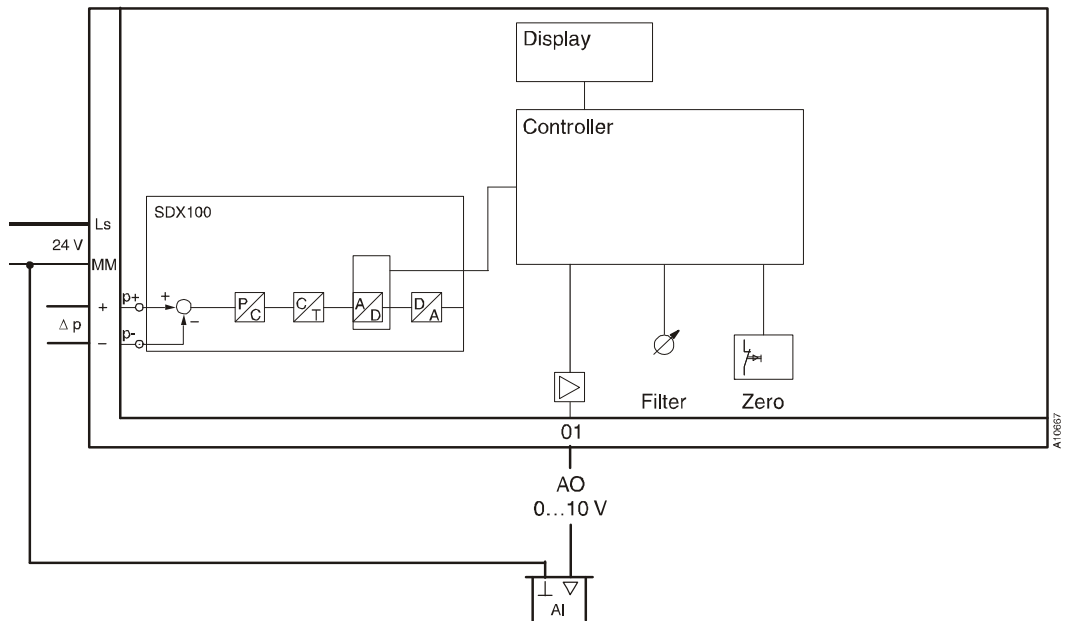 Display
Controller
SDX100
Ls
24 V
MM
+
p+
+
P
C
C
T
A
D
D
A
Δ p
−
p-
−
Filter
Zero
01
A10667
AO
0...10 V
AI